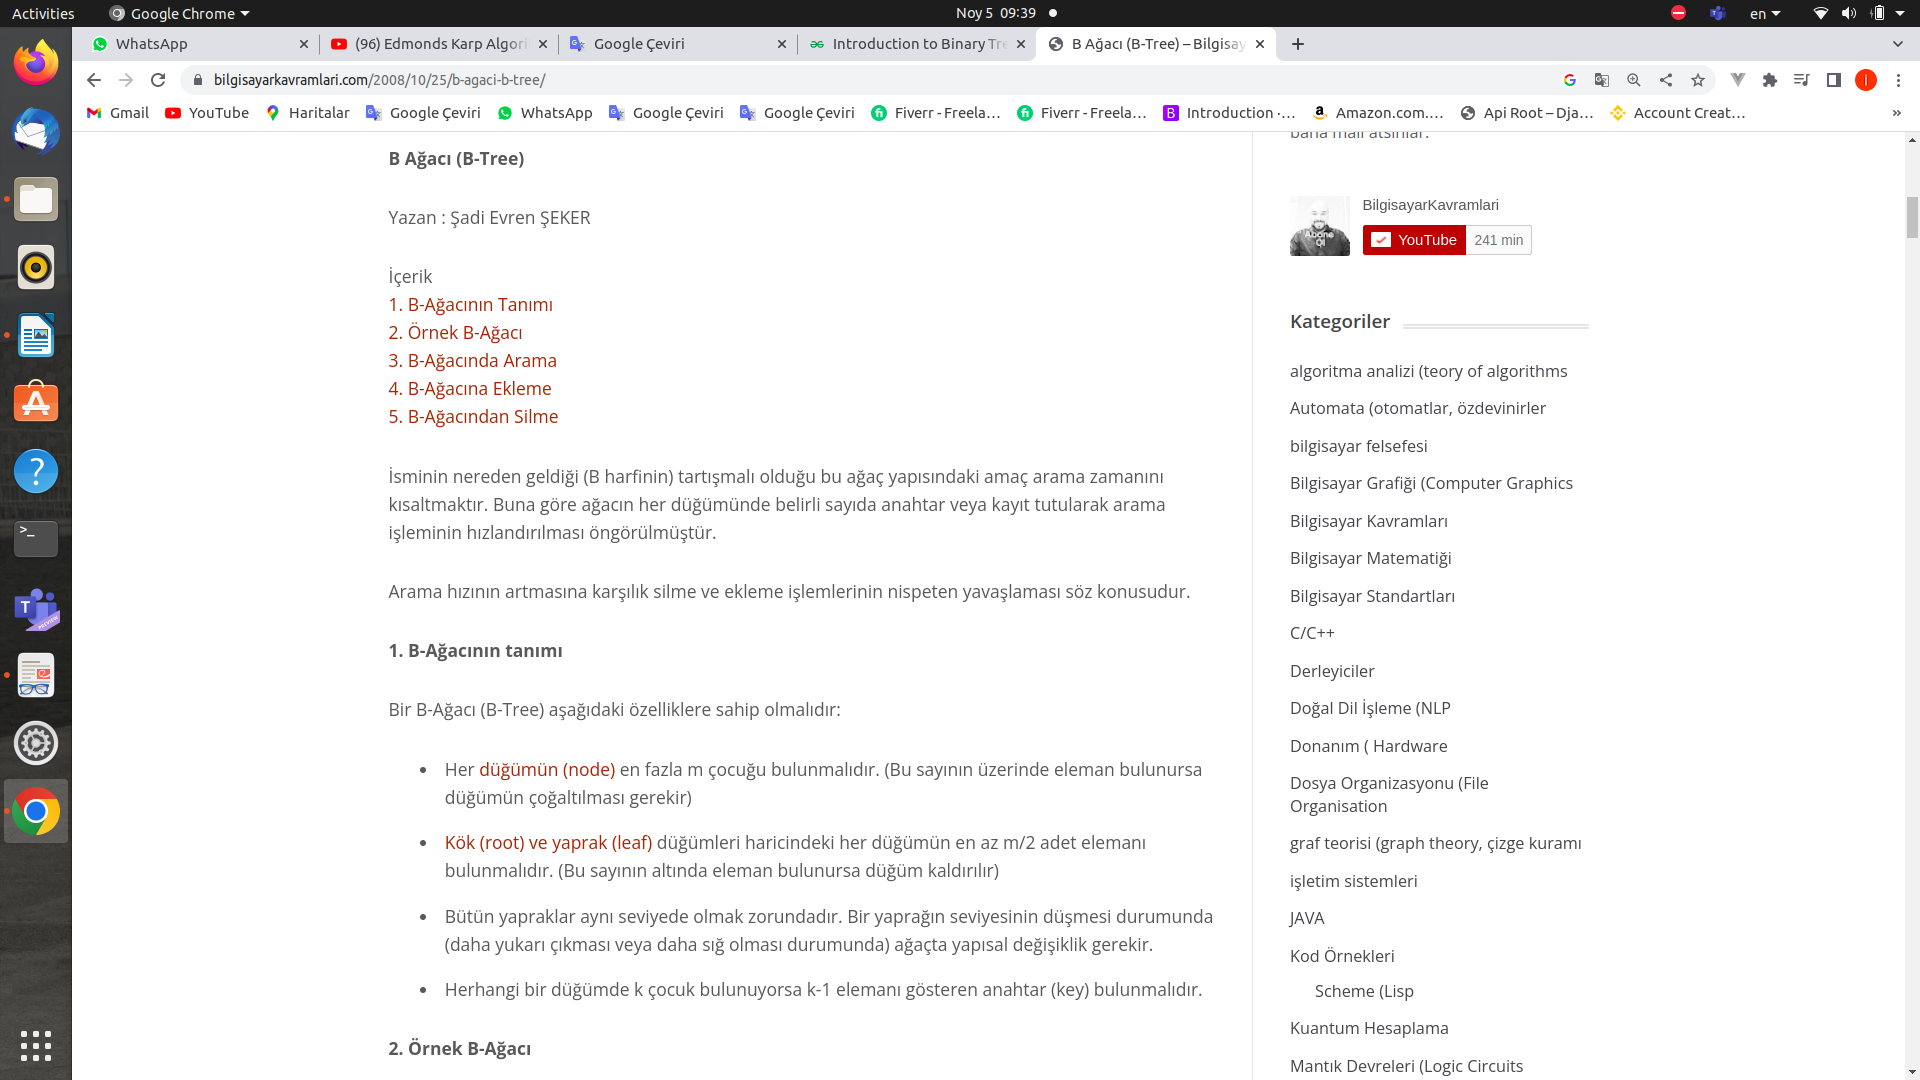 Activities
Google Chrome
Noy 5 09:39
en
WhatsApp
(96) Edmonds Karp Algori
Google Çeviri
Introduction to Binary Tre
B Ağacı (B-Tree) – Bilgisay
bilgisayarkavramlari.com/2008/10/25/b-agaci-b-tree/
Gmail
YouTube
Haritalar
Google Çeviri
WhatsApp
Google Çeviri
Google Çeviri
Fiverr - Freela…
Fiverr - Freela…
Introduction ·…
Amazon.com.…
Api Root – Dja…
Account Creat…
»
B Ağacı (B-Tree)
Yazan : Şadi Evren ŞEKER
İçerik
1. B-Ağacının Tanımı
2. Örnek B-Ağacı
3. B-Ağacında Arama
4. B-Ağacına Ekleme
5. B-Ağacından Silme
İsminin nereden geldiği (B harfinin) tartışmalı olduğu bu ağaç yapısındaki amaç arama zamanını
kısaltmaktır. Buna göre ağacın her düğümünde belirli sayıda anahtar veya kayıt tutularak arama
işleminin hızlandırılması öngörülmüştür.
Arama hızının artmasına karşılık silme ve ekleme işlemlerinin nispeten yavaşlaması söz konusudur.
1. B-Ağacının tanımı
Bir B-Ağacı (B-Tree) aşağıdaki özelliklere sahip olmalıdır:
• Her düğümün (node) en fazla m çocuğu bulunmalıdır. (Bu sayının üzerinde eleman bulunursa
düğümün çoğaltılması gerekir)
• Kök (root) ve yaprak (leaf) düğümleri haricindeki her düğümün en az m/2 adet elemanı
bulunmalıdır. (Bu sayının altında eleman bulunursa düğüm kaldırılır)
• Bütün yapraklar aynı seviyede olmak zorundadır. Bir yaprağın seviyesinin düşmesi durumunda
(daha yukarı çıkması veya daha sığ olması durumunda) ağaçta yapısal değişiklik gerekir.
• Herhangi bir düğümde k çocuk bulunuyorsa k-1 elemanı gösteren anahtar (key) bulunmalıdır.
2. Örnek B-Ağacı
bana mail atsınlar.
BilgisayarKavramlari
Abone
Ol
YouTube
241 min
Kategoriler
algoritma analizi (teory of algorithms
Automata (otomatlar, özdevinirler
bilgisayar felsefesi
Bilgisayar Grafiği (Computer Graphics
Bilgisayar Kavramları
Bilgisayar Matematiği
Bilgisayar Standartları
C/C++
Derleyiciler
Doğal Dil İşleme (NLP
Donanım ( Hardware
Dosya Organizasyonu (File
Organisation
graf teorisi (graph theory, çizge kuramı
işletim sistemleri
JAVA
Kod Örnekleri
Scheme (Lisp
Kuantum Hesaplama
Mantık Devreleri (Logic Circuits